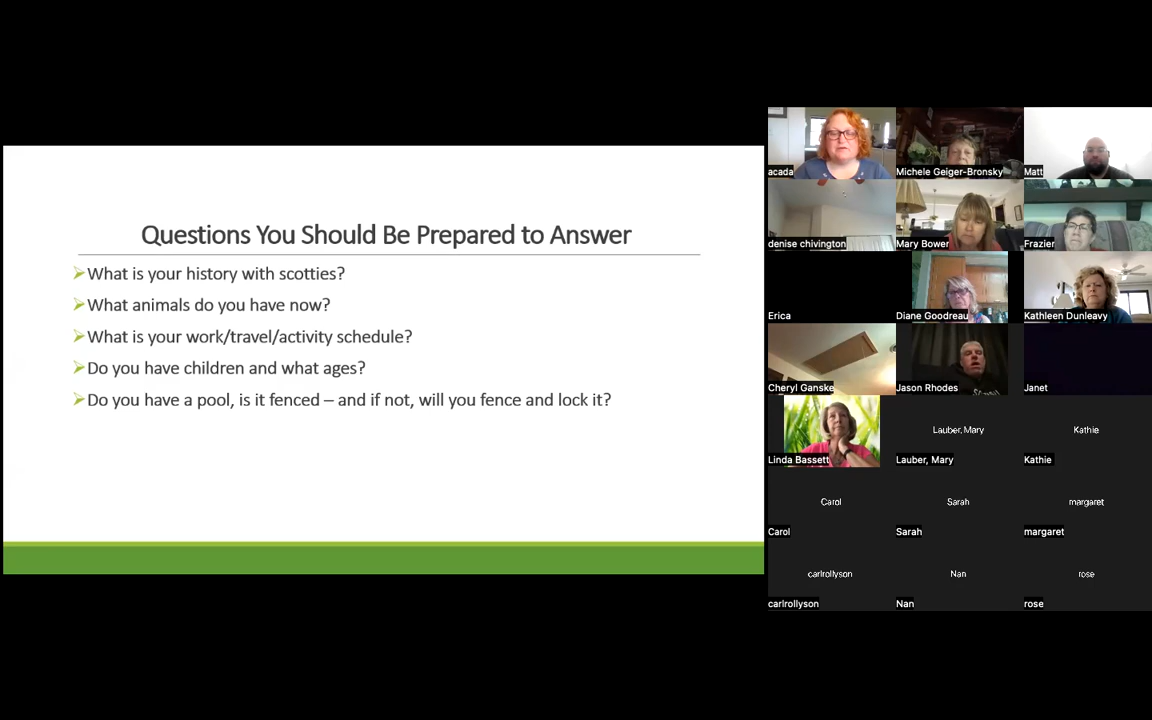 Questions You Should Be Prepared to Answer
What is your history with scotties?
What animals do you have now?
What is your work/travel/activity schedule?
Do you have children and what ages?
Do you have a pool, is it fenced – and if not, will you fence and lock it?
acada
Michele Geiger-Bronsky
Matt
denise chivington
Mary Bower
Frazier
Erica
Diane Goodreau
Kathleen Dunleavy
Cheryl Ganske
Jason Rhodes
Janet
Linda Bassett
Lauber, Mary
Lauber, Mary
Kathie
Kathie
Carol
Carol
Sarah
Sarah
margaret
margaret
carlrollyson
carlrollyson
Nan
Nan
rose
rose